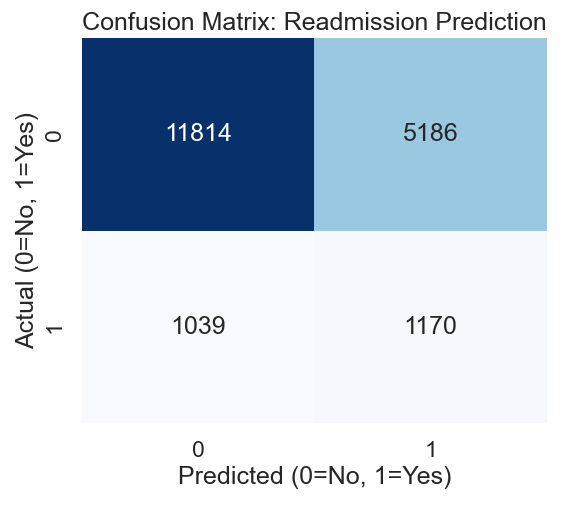 Confusion Matrix: Readmission Prediction
Actual (0=No, 1=Yes)
0
11814
5186
1
1039
1170
0
1
Predicted (0=No, 1=Yes)